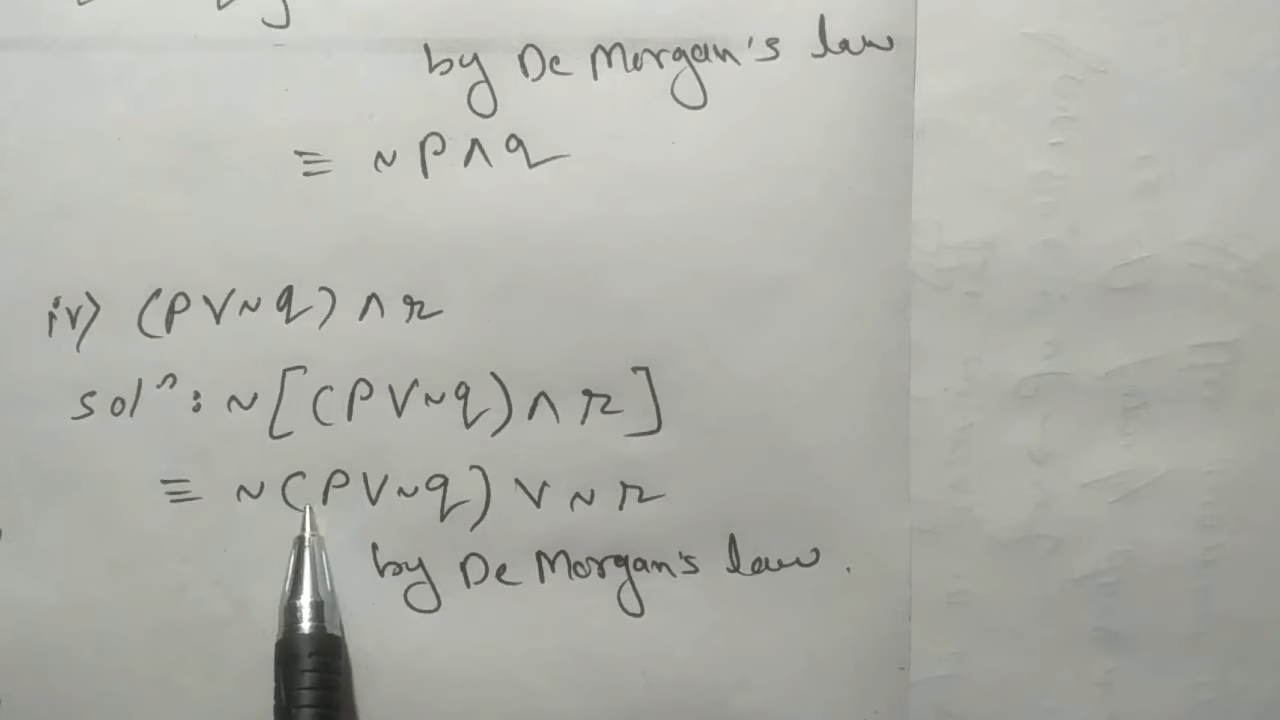 by De Morgan's law
≡ ~p∧q
iv) (p∨~q)∧r
solⁿ: ~[(p∨~q)∧r]
≡ ~(p∨~q)∨~r
by De Morgan's law.